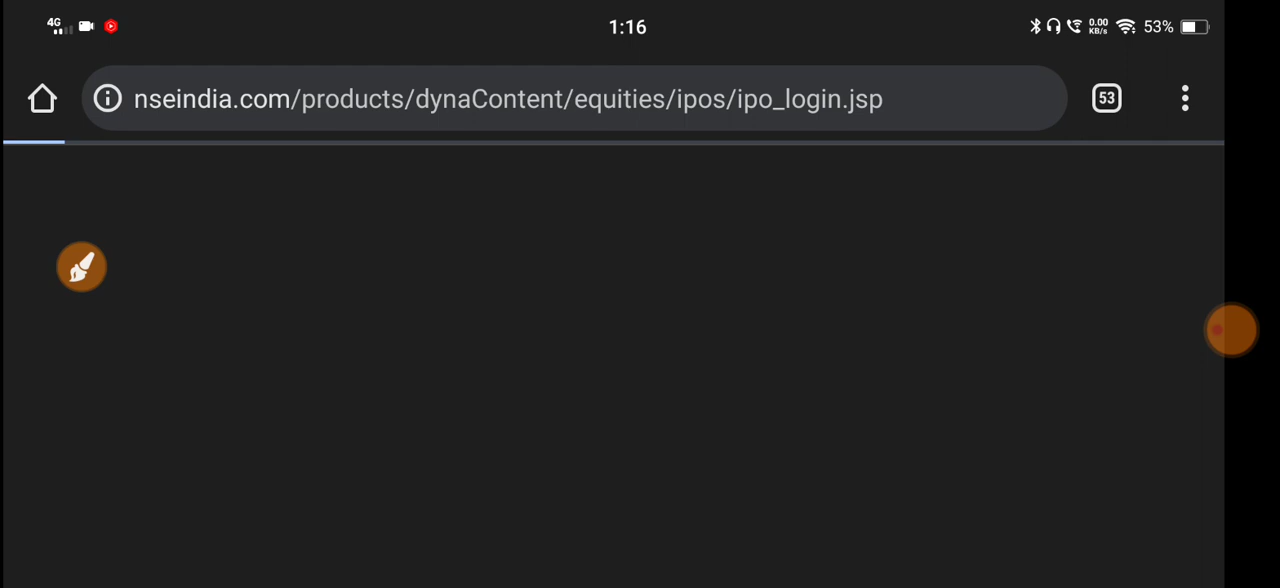 4G 1:16 0.00 KB/s 53%
nseindia.com/products/dynaContent/equities/ipos/ipo_login.jsp 53